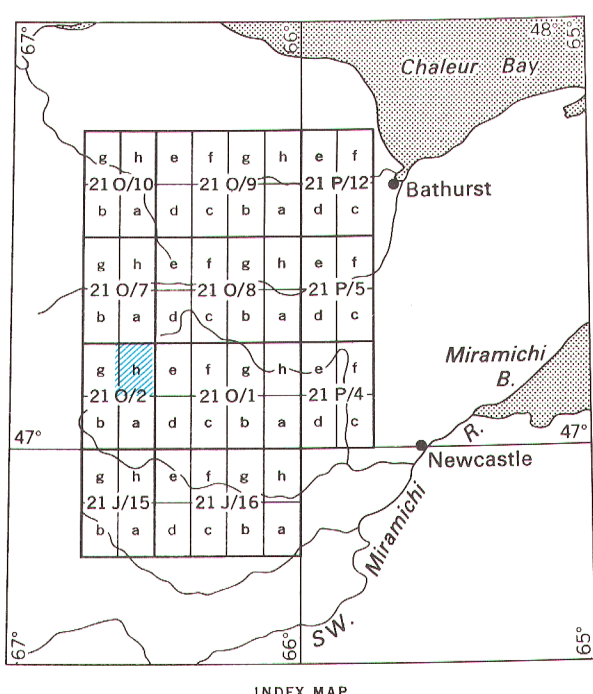 67° 66° 48° 65°
Chaleur Bay
g h e f g h e f
21 O/10 21 O/9 21 P/12
Bathurst
b a d c b a d c
g h e f g h e f
21 O/7 21 O/8 21 P/5
b a d c b a d c
Miramichi
B.
g h e f g h e f
21 O/2 21 O/1 21 P/4
b a d c b a d c
R.
47° 47°
Newcastle
g h e f g h
21 J/15 21 J/16
b a d c b a
Miramichi
SW.
67° 66° 65°
INDEX MAP